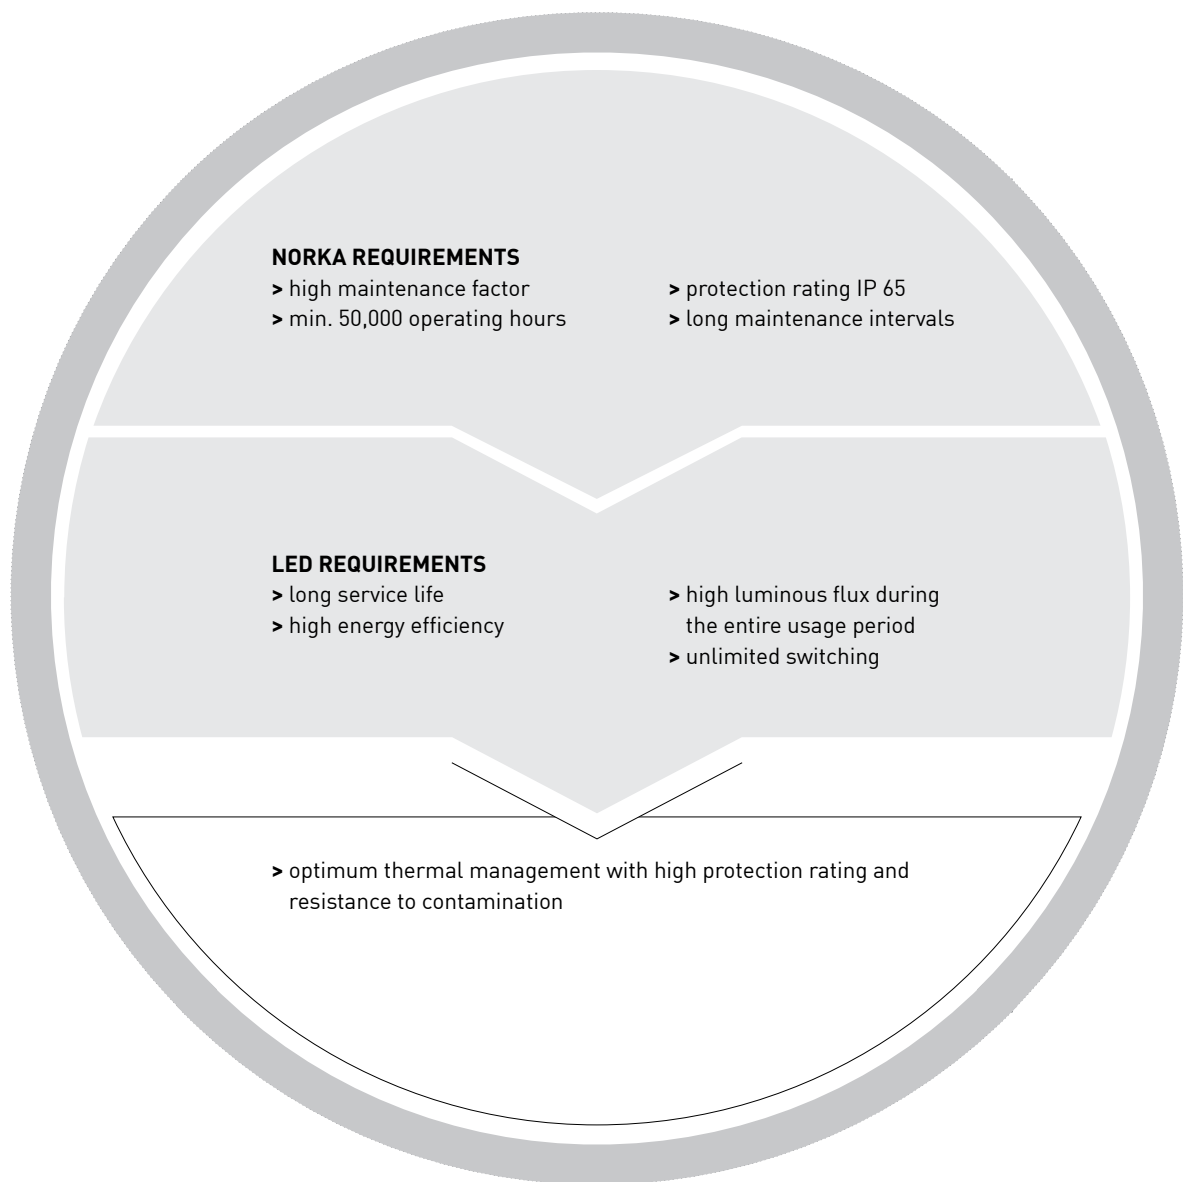 NORKA REQUIREMENTS
> high maintenance factor
> min. 50,000 operating hours
> protection rating IP 65
> long maintenance intervals
LED REQUIREMENTS
> long service life
> high energy efficiency
> high luminous flux during
the entire usage period
> unlimited switching
> optimum thermal management with high protection rating and
resistance to contamination